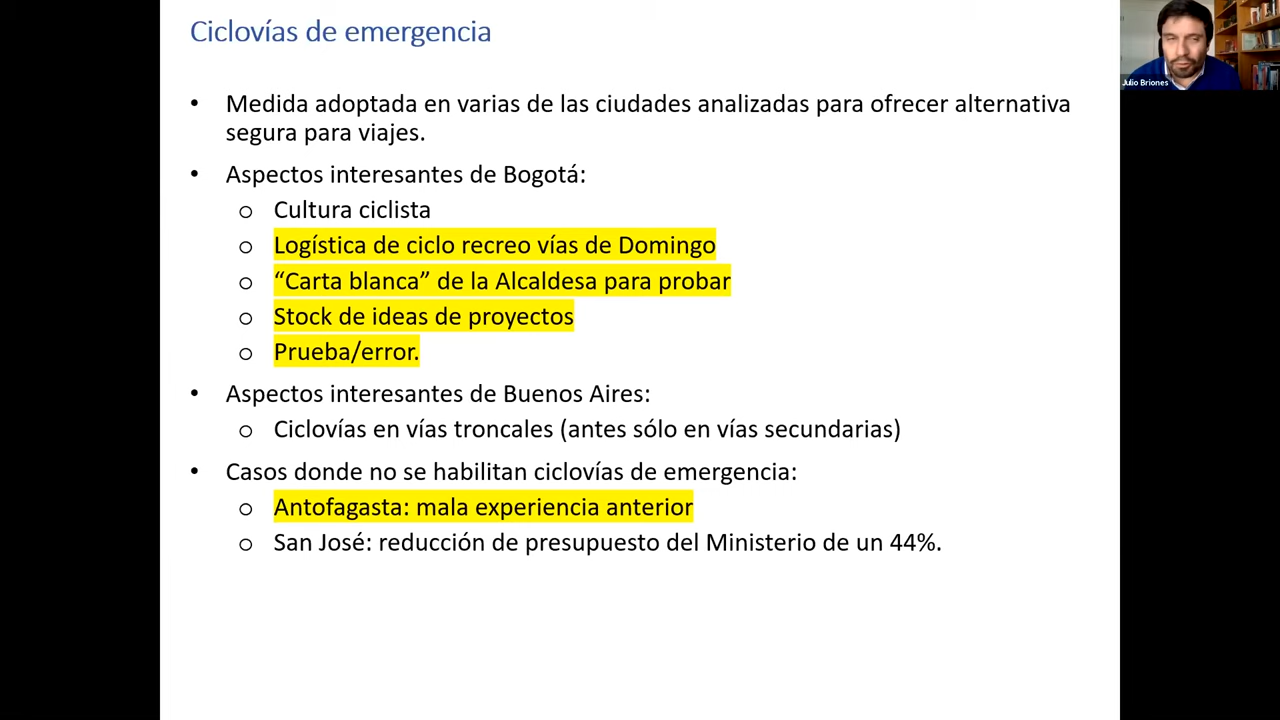 Ciclovías de emergencia
Julio Briones
• Medida adoptada en varias de las ciudades analizadas para ofrecer alternativa
segura para viajes.
• Aspectos interesantes de Bogotá:
o Cultura ciclista
o Logística de ciclo recreo vías de Domingo
o “Carta blanca” de la Alcaldesa para probar
o Stock de ideas de proyectos
o Prueba/error.
• Aspectos interesantes de Buenos Aires:
o Ciclovías en vías troncales (antes sólo en vías secundarias)
• Casos donde no se habilitan ciclovías de emergencia:
o Antofagasta: mala experiencia anterior
o San José: reducción de presupuesto del Ministerio de un 44%.